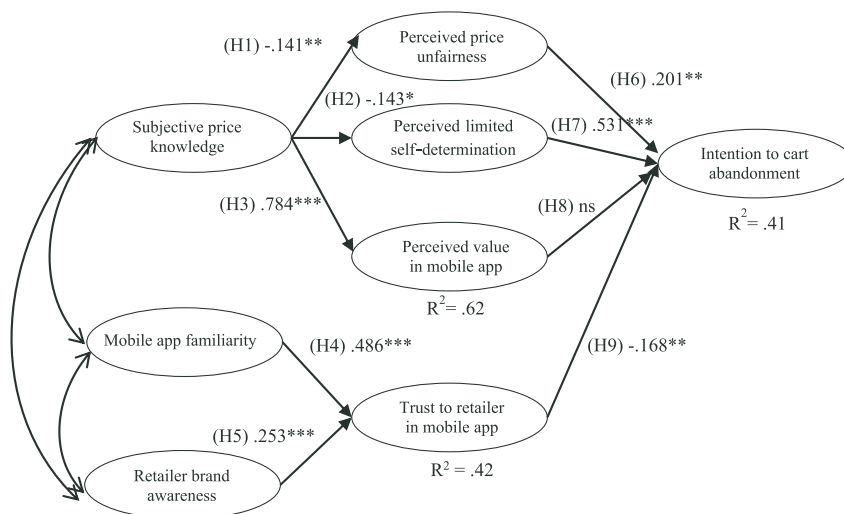 Perceived price
unfairness
(H1) -.141**
(H6) .201**
(H2) -.143*
Subjective price
knowledge
Perceived limited
self-determination
(H7) .531***
Intention to cart
abandonment
R2= .41
(H3) .784***
(H8) ns
Perceived value
in mobile app
R2= .62
Mobile app familiarity
(H4) .486***
(H9) -.168**
Trust to retailer
in mobile app
R2 = .42
(H5) .253***
Retailer brand
awareness